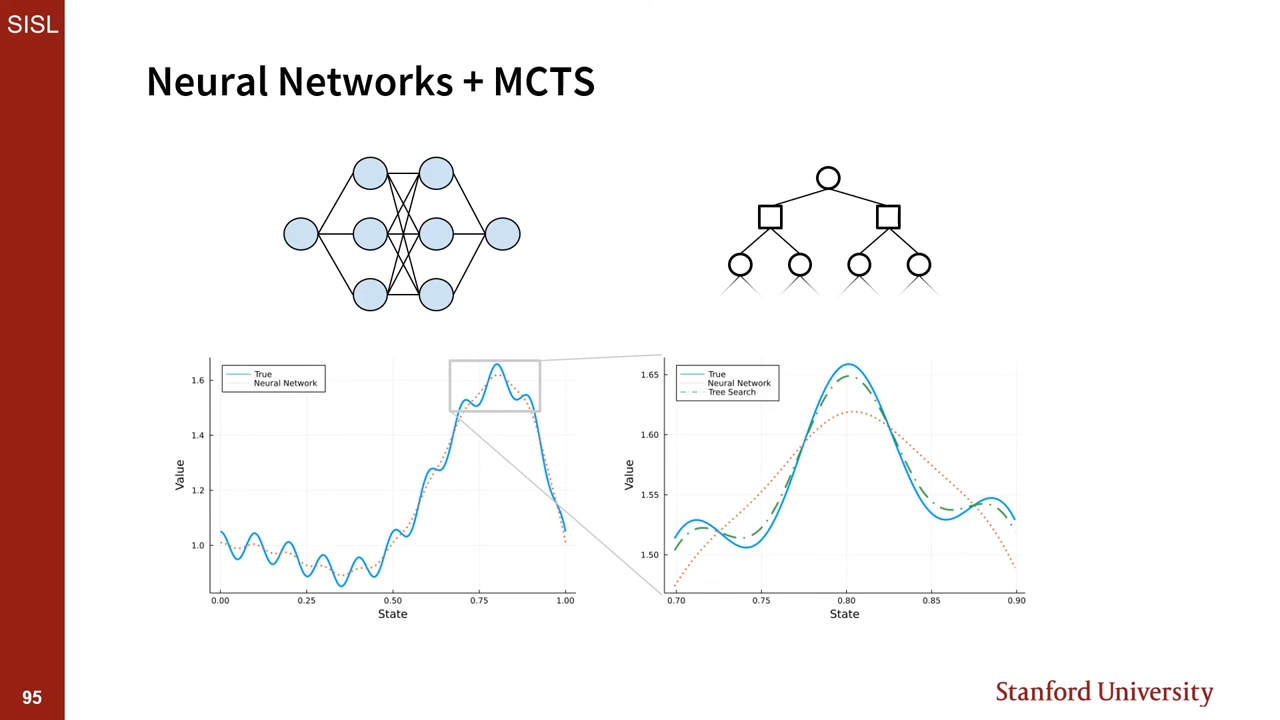 SISL
Neural Networks + MCTS
True
Neural Network
1.6
1.4
1.2
1.0
Value
0.00 0.25 0.50 0.75 1.00
State
True
Neural Network
Tree Search
1.65
1.60
1.55
1.50
Value
0.70 0.75 0.80 0.85 0.90
State
95
Stanford University